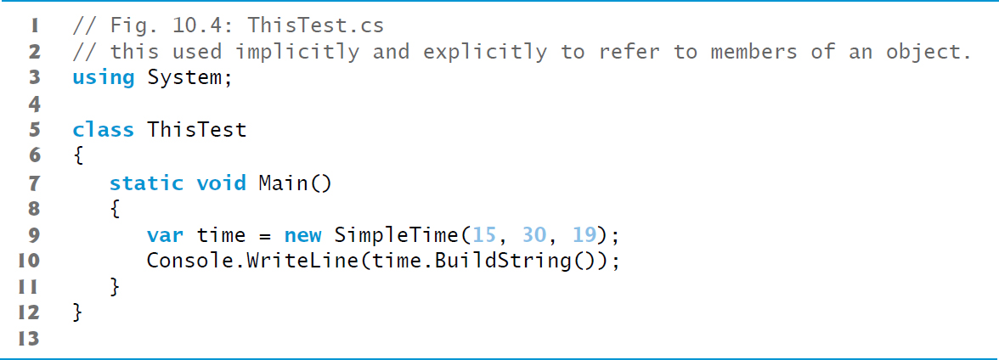 1 // Fig. 10.4: ThisTest.cs
2 // this used implicitly and explicitly to refer to members of an object.
3 using System;
4
5 class ThisTest
6 {
7    static void Main()
8    {
9       var time = new SimpleTime(15, 30, 19);
10       Console.WriteLine(time.BuildString());
11    }
12 }
13